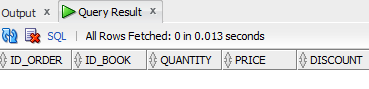 Output x Query Result x
SQL | All Rows Fetched: 0 in 0.013 seconds
ID_ORDER ID_BOOK QUANTITY PRICE DISCOUNT